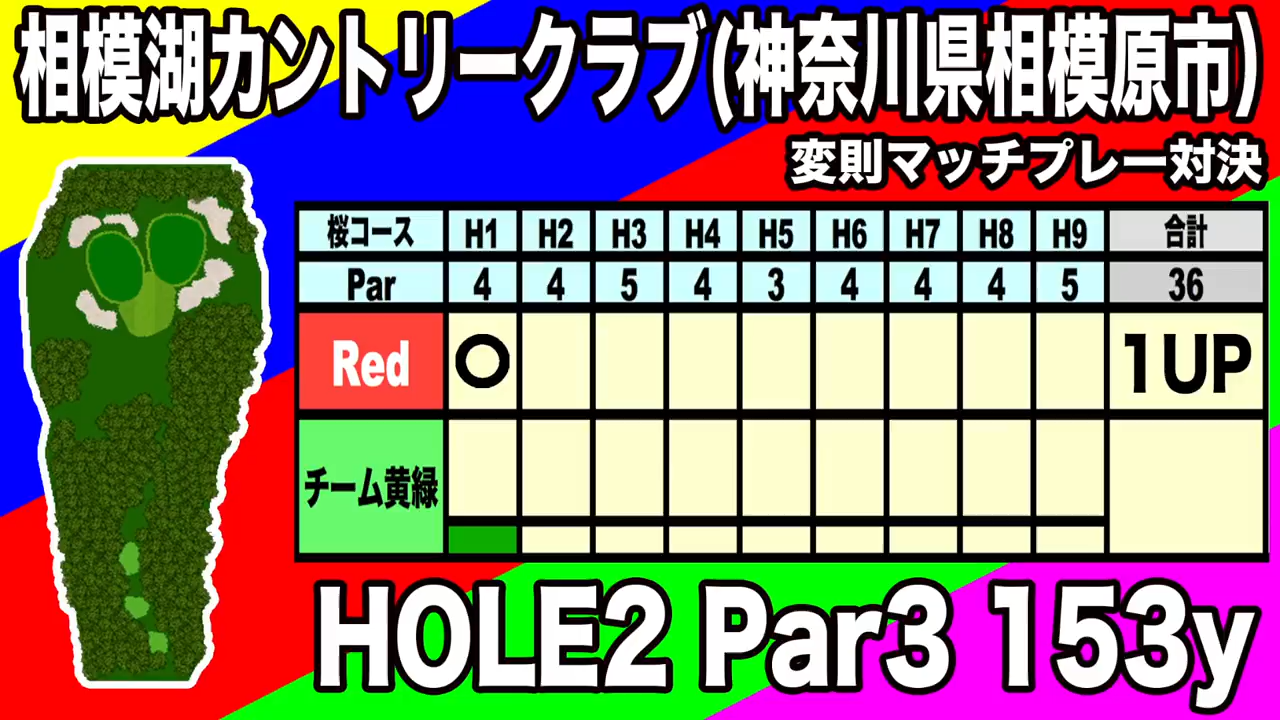 相模湖カントリークラブ(神奈川県相模原市)
変則マッチプレー対決
桜コース H1 H2 H3 H4 H5 H6 H7 H8 H9 合計
Par 4 4 5 4 3 4 4 4 5 36
Red ○ 1UP
チーム黄緑
HOLE2 Par3 153y